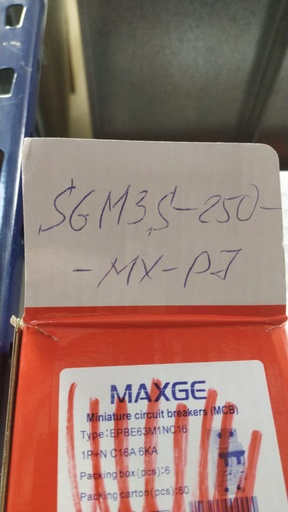 SGM3S-250-
-MX-PJ
MAXGE
Miniature circuit breakers (MCB)
Type:EPBE63M1NC16
1P+N C16A 6KA
Packing box(pcs):6
Packing carton(pcs):60